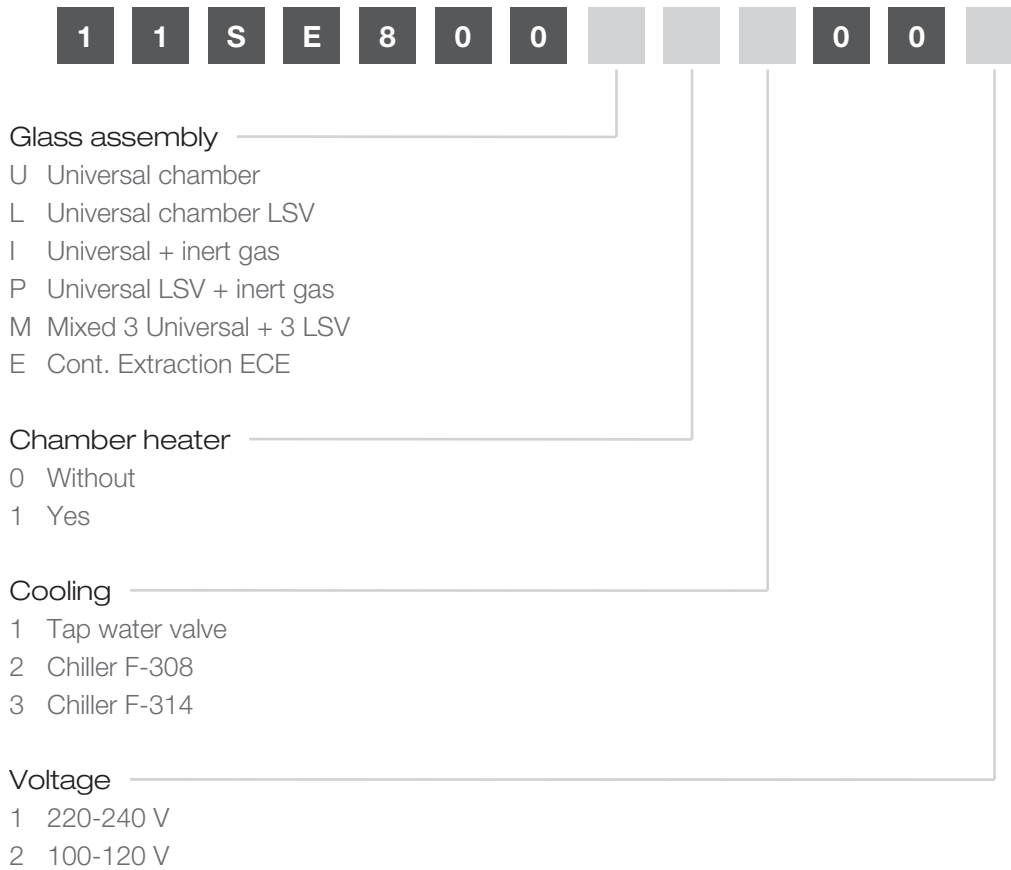 1 1 S E 8 0 0 0 0
Glass assembly
U Universal chamber
L Universal chamber LSV
I Universal + inert gas
P Universal LSV + inert gas
M Mixed 3 Universal + 3 LSV
E Cont. Extraction ECE
Chamber heater
0 Without
1 Yes
Cooling
1 Tap water valve
2 Chiller F-308
3 Chiller F-314
Voltage
1 220-240 V
2 100-120 V